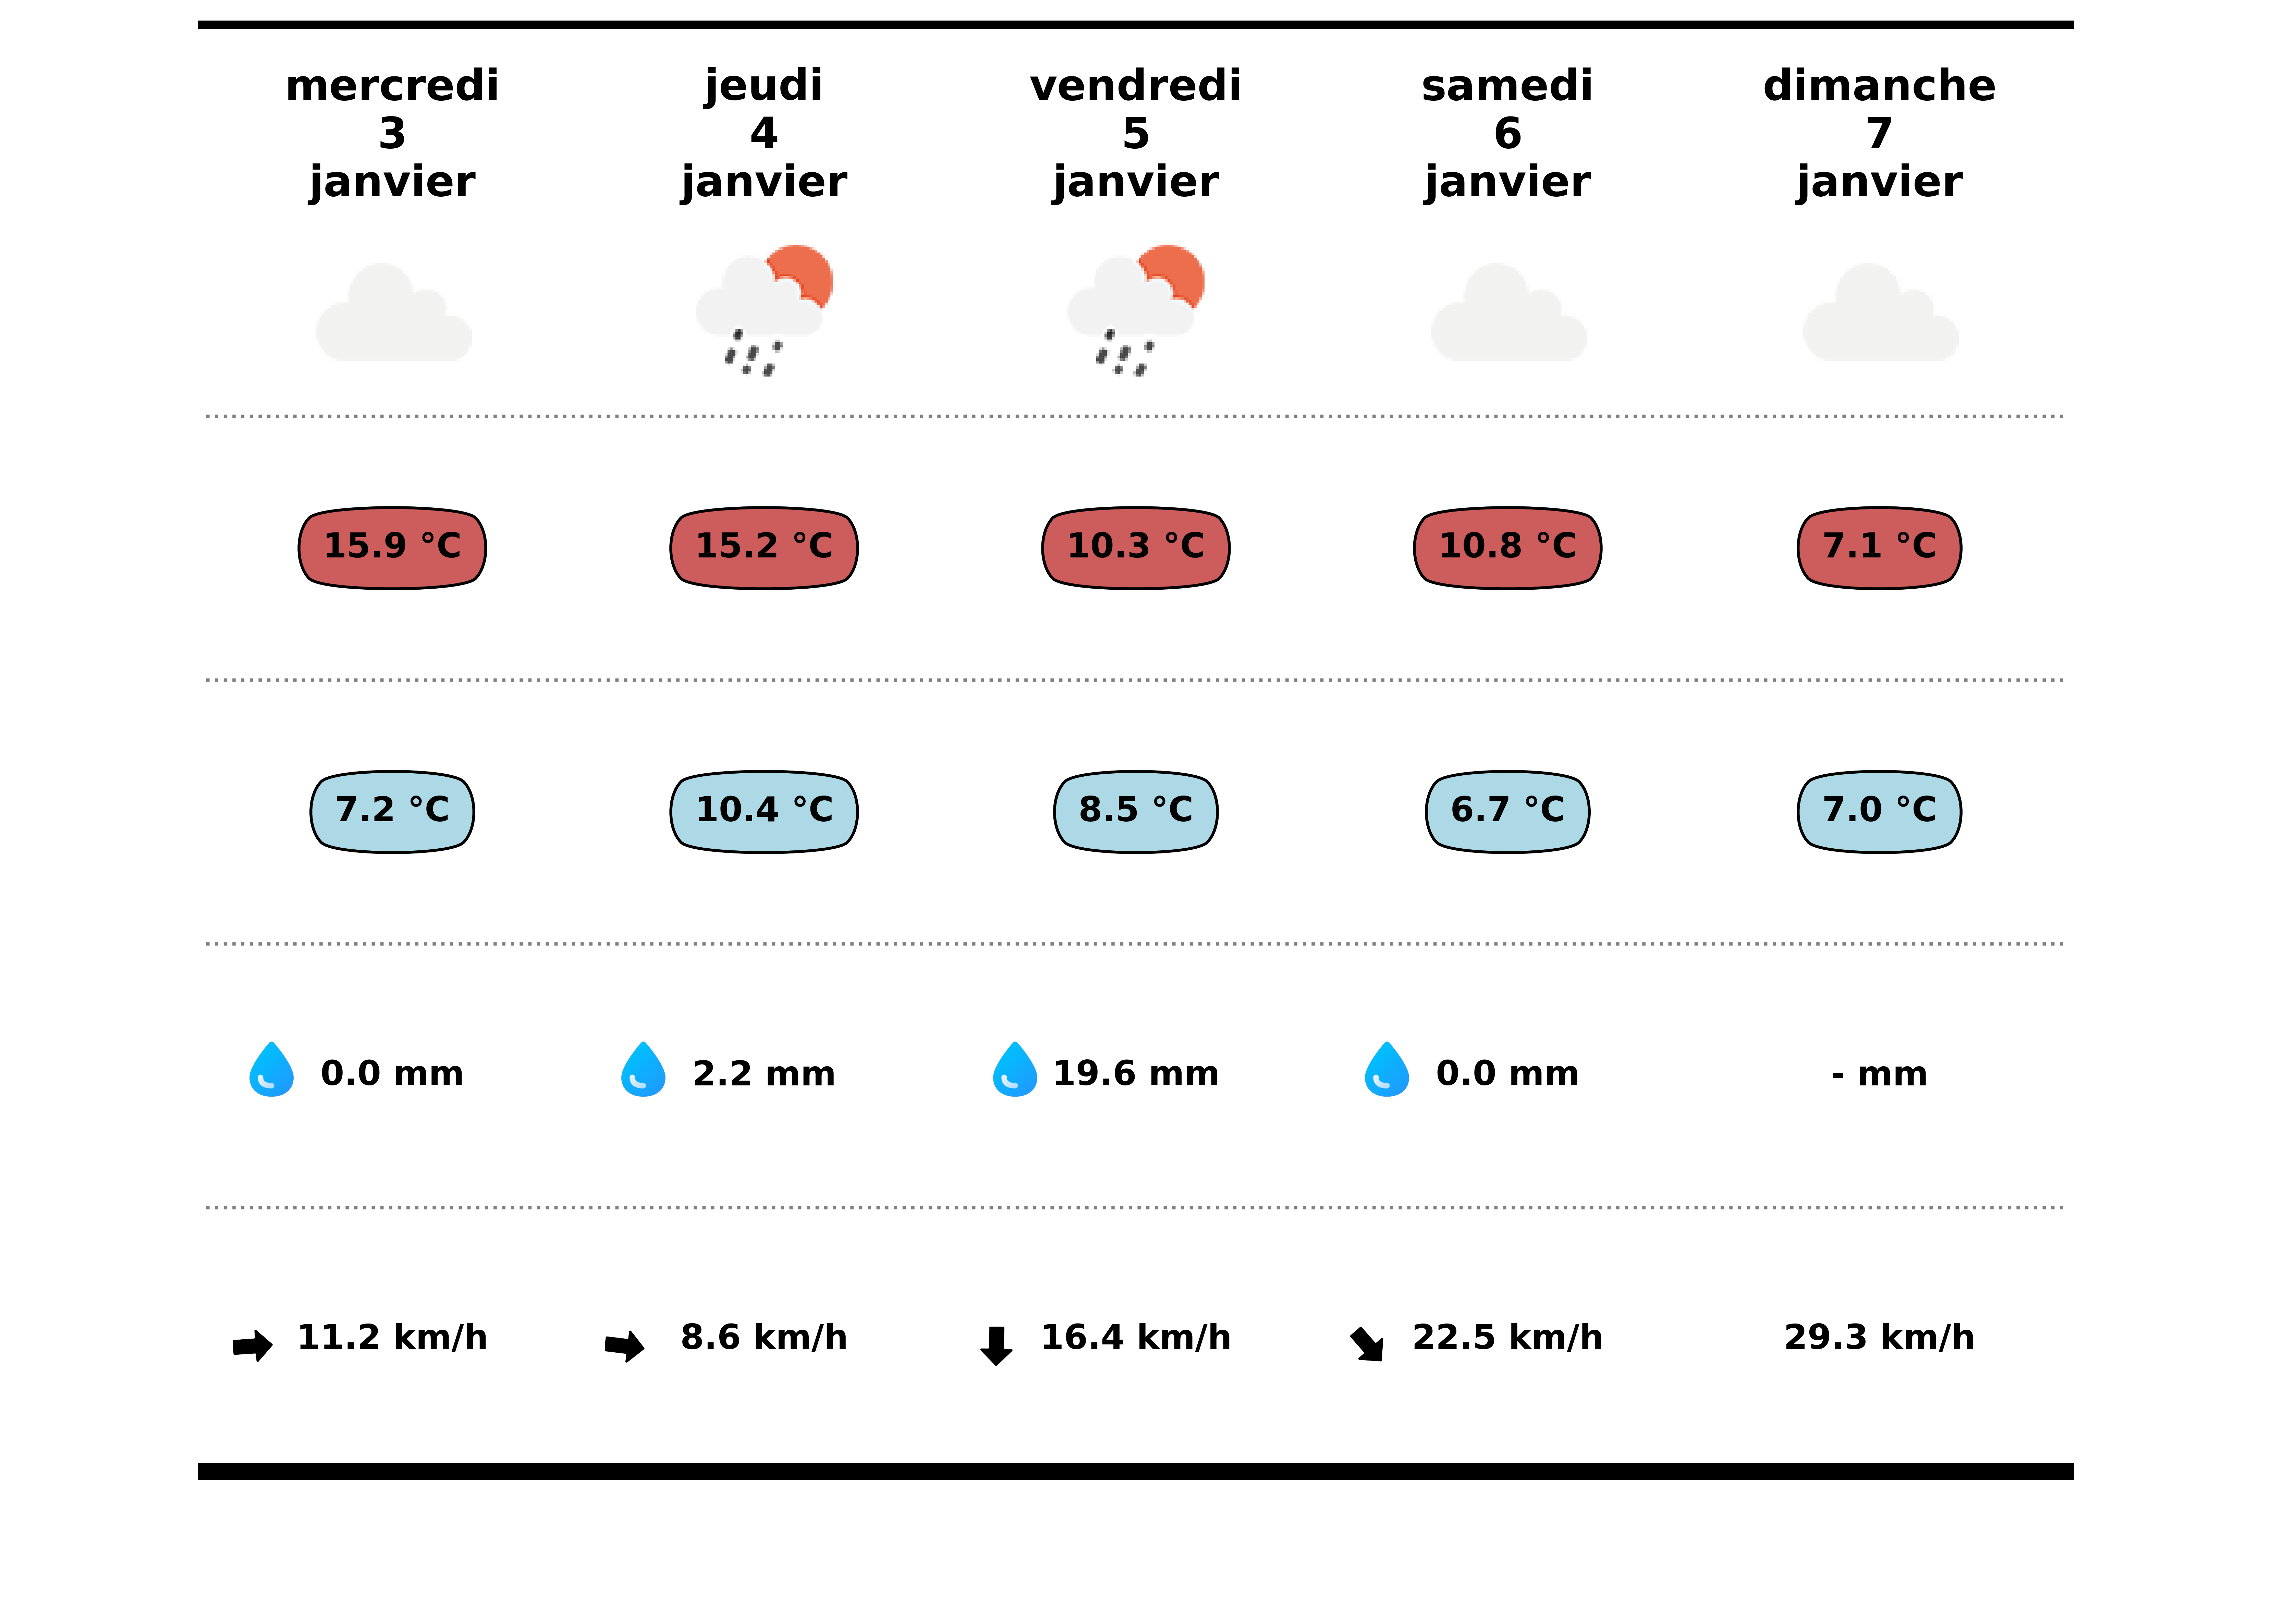 mercredi
3
janvier
jeudi
4
janvier
vendredi
5
janvier
samedi
6
janvier
dimanche
7
janvier
15.9 °C
15.2 °C
10.3 °C
10.8 °C
7.1 °C
7.2 °C
10.4 °C
8.5 °C
6.7 °C
7.0 °C
0.0 mm
2.2 mm
19.6 mm
0.0 mm
- mm
11.2 km/h
8.6 km/h
16.4 km/h
22.5 km/h
29.3 km/h